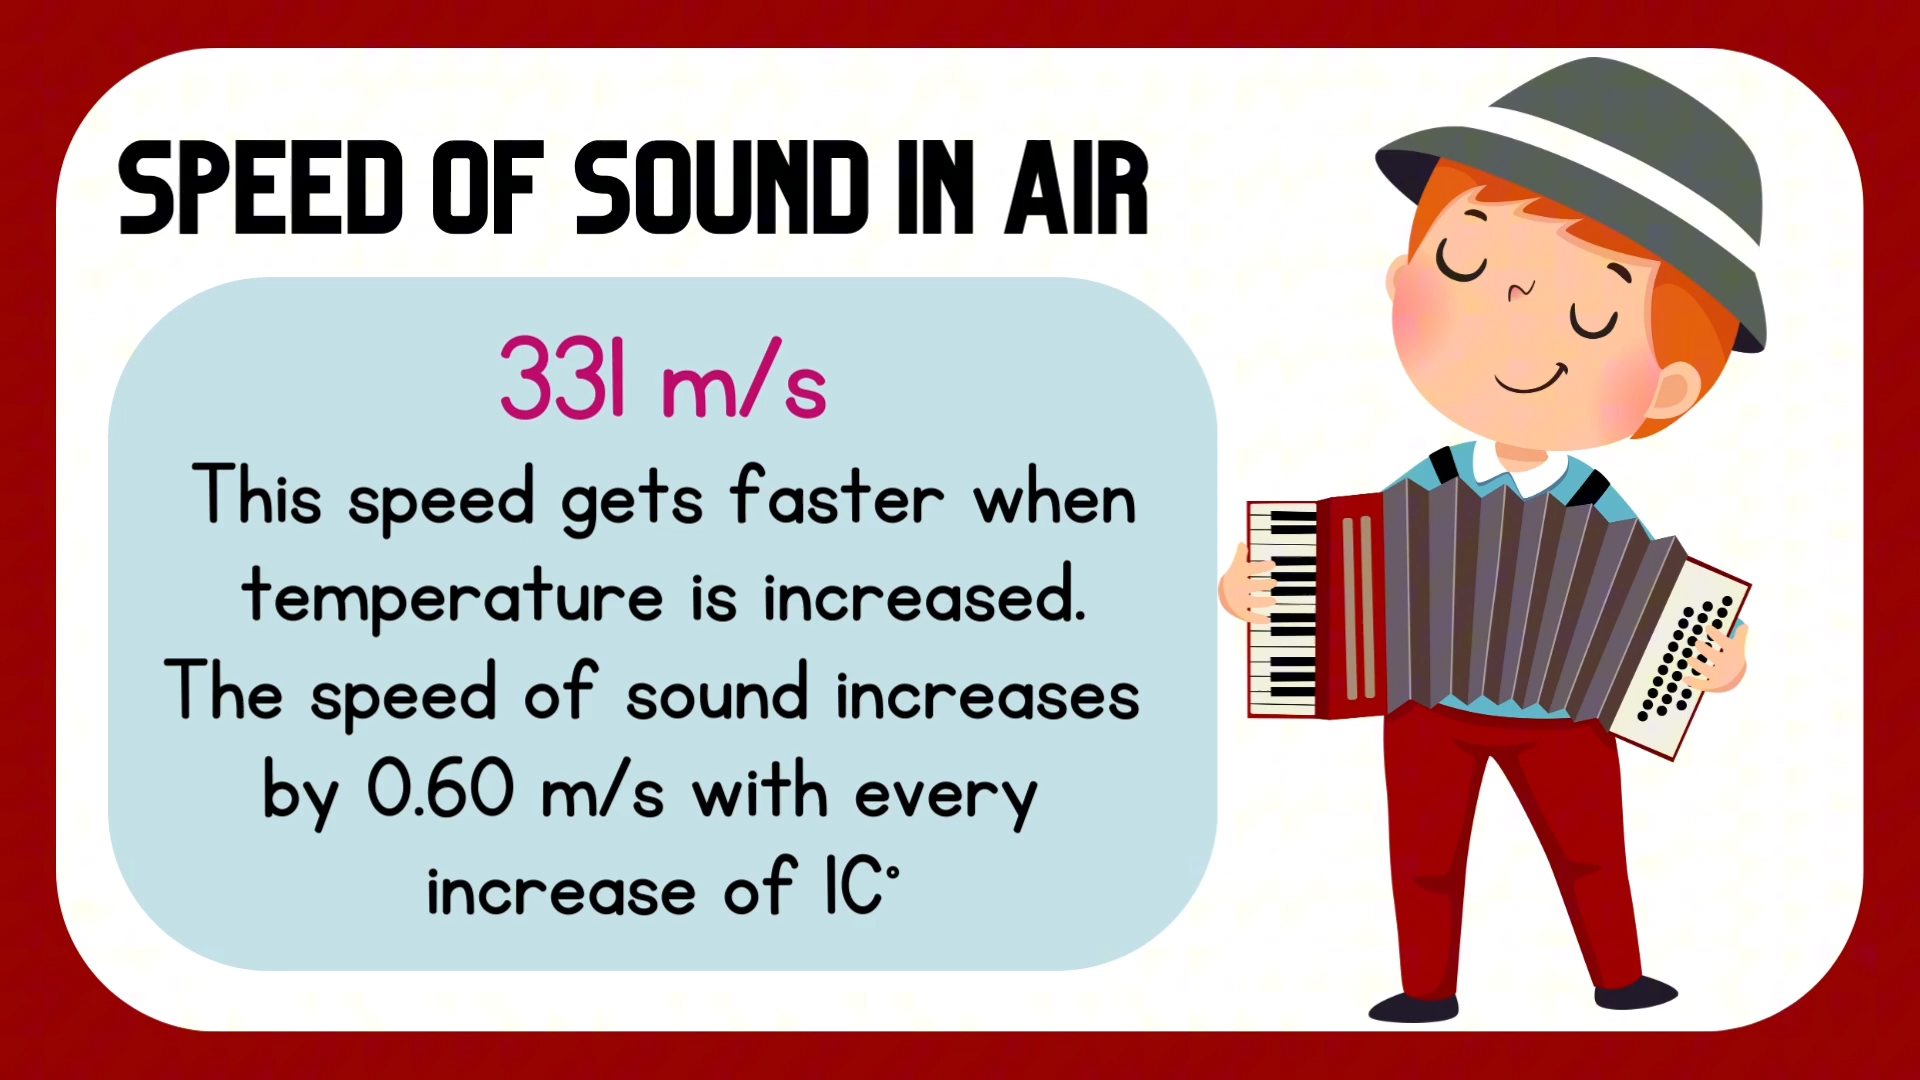 SPEED OF SOUND IN AIR
331 m/s
This speed gets faster when
temperature is increased.
The speed of sound increases
by 0.60 m/s with every
increase of 1C°